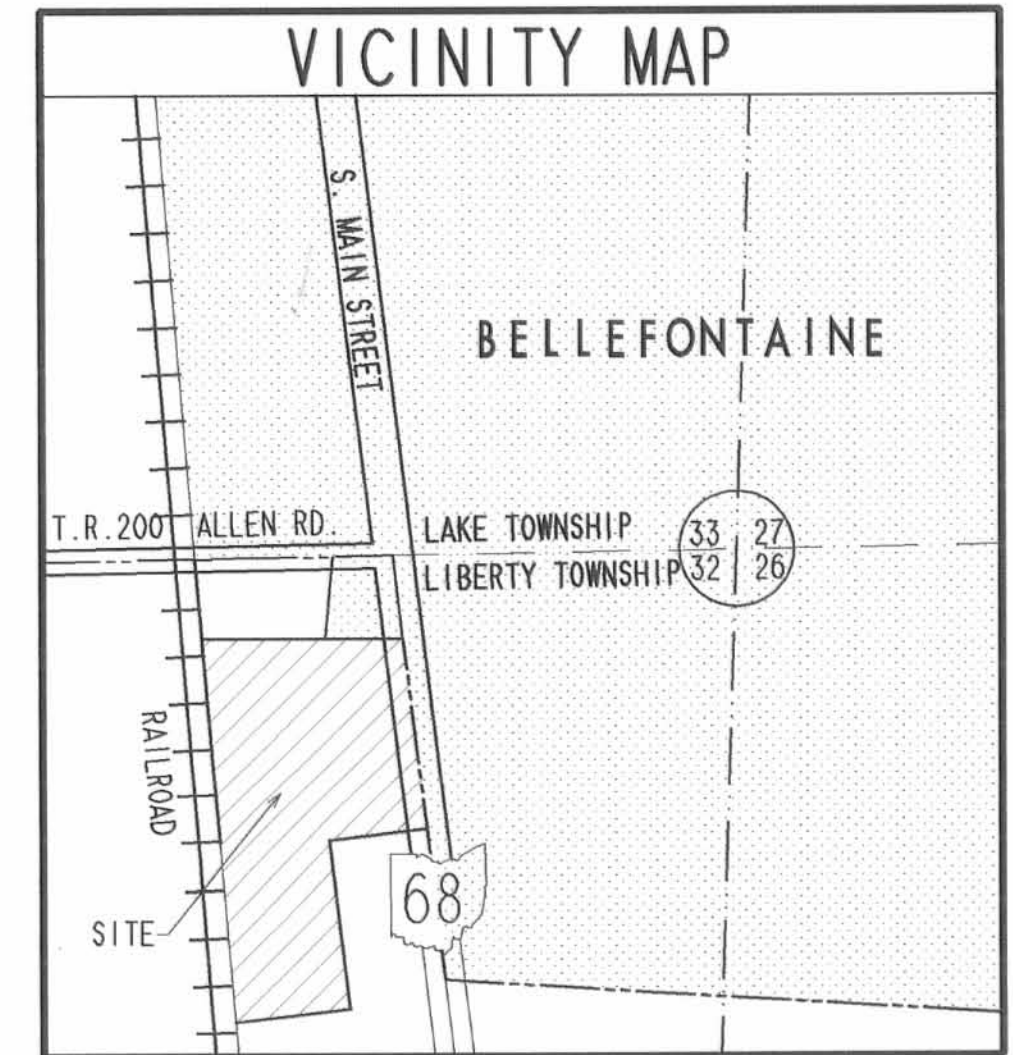 VICINITY MAP
S. MAIN STREET
BELLEFONTAINE
T.R.200 ALLEN RD.
LAKE TOWNSHIP
33 27
LIBERTY TOWNSHIP
32 26
RAILROAD
68
SITE